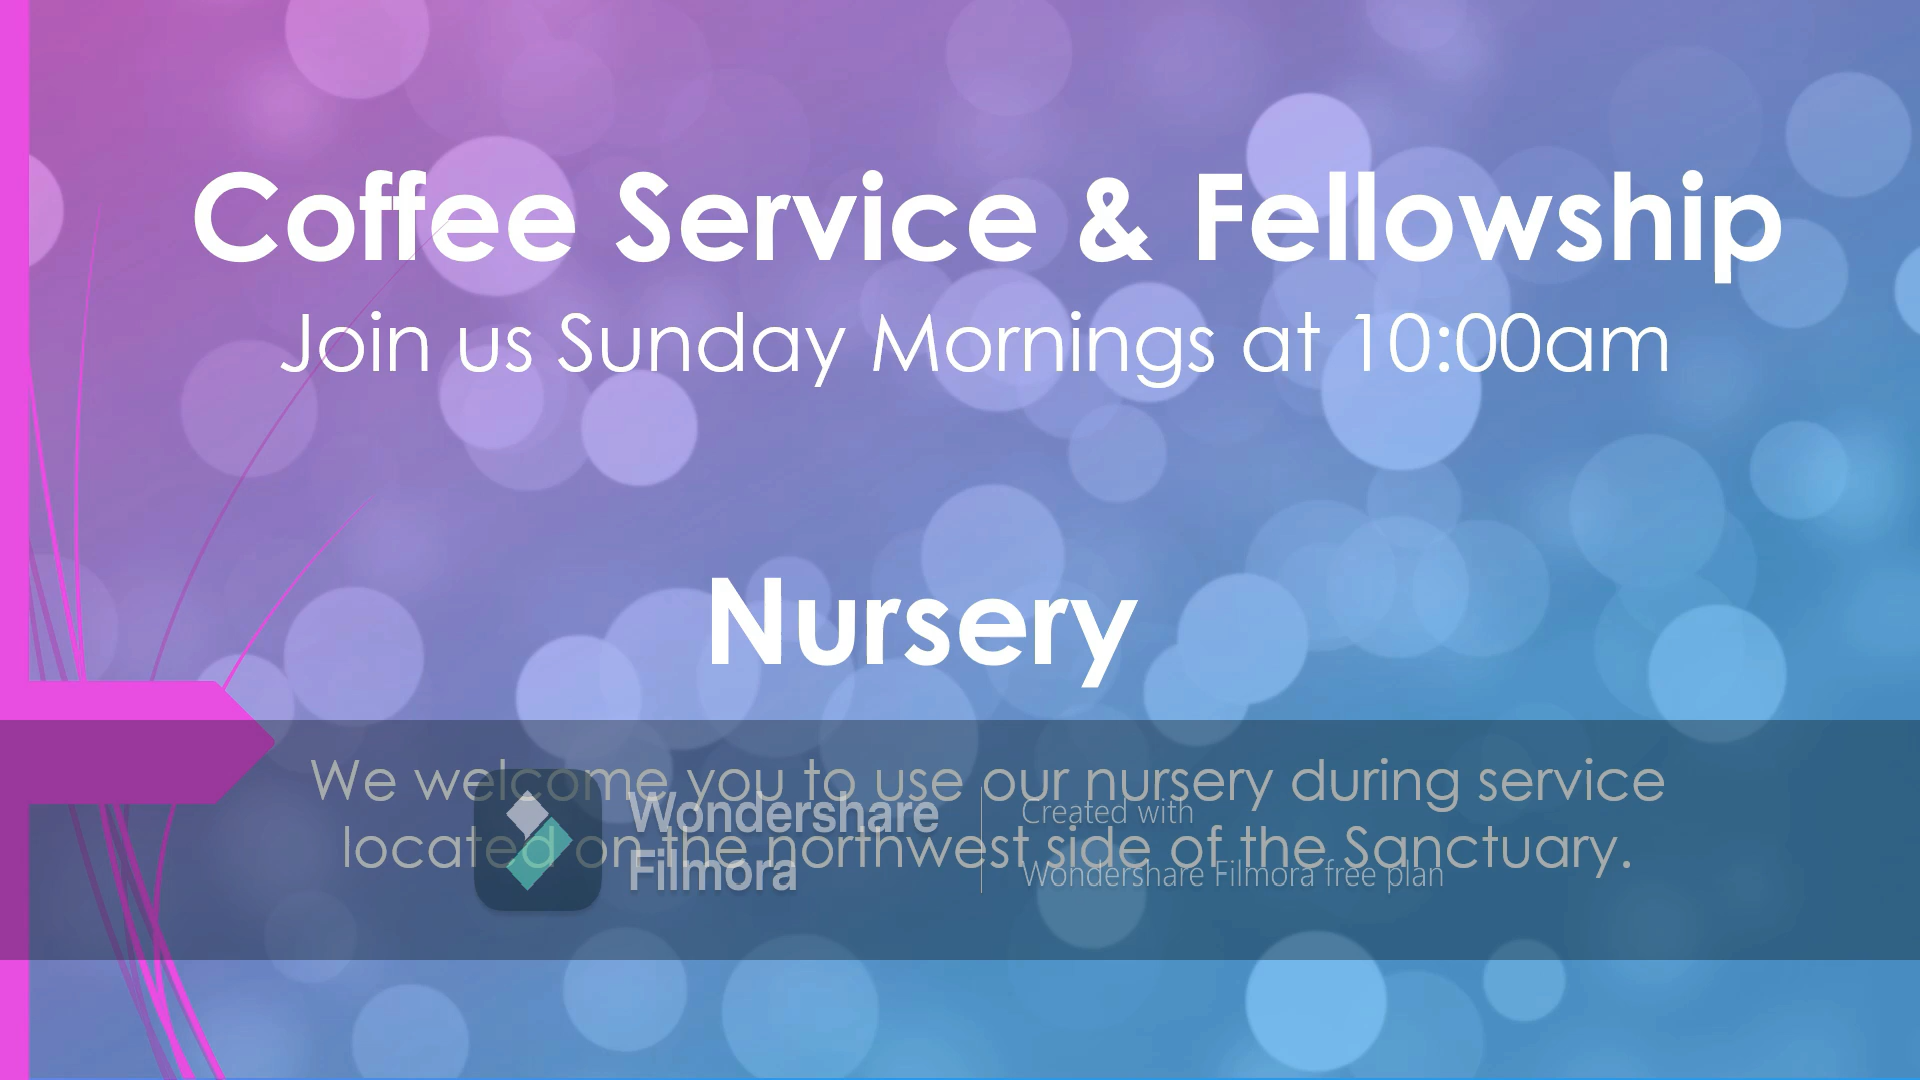 Coffee Service & Fellowship
Join us Sunday Mornings at 10:00am
Nursery
We welcome you to use our nursery during service
located on the northwest side of the Sanctuary.
Wondershare
Filmora
Created with
Wondershare Filmora free plan